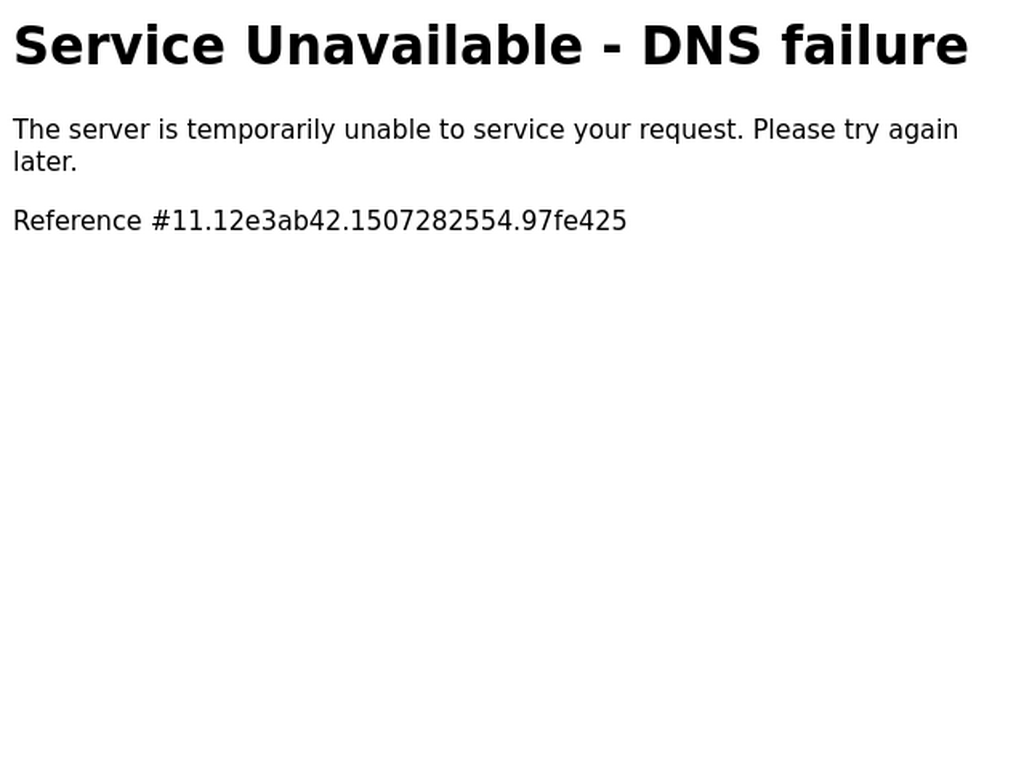 Service Unavailable - DNS failure
The server is temporarily unable to service your request. Please try again
later.
Reference #11.12e3ab42.1507282554.97fe425